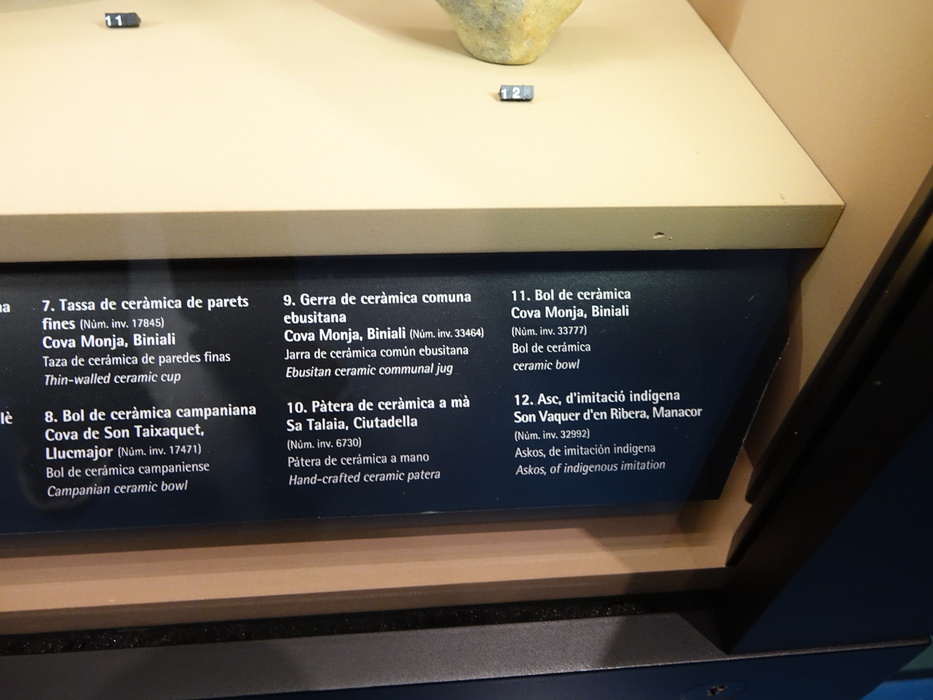 11
12
na
7. Tassa de ceràmica de parets
fines (Núm. inv. 17845)
Cova Monja, Biniali
Taza de cerámica de paredes finas
Thin-walled ceramic cup
lè
8. Bol de ceràmica campaniana
Cova de Son Taixaquet,
Llucmajor (Núm. inv. 17471)
Bol de cerámica campaniense
Campanian ceramic bowl
9. Gerra de ceràmica comuna
ebusitana
Cova Monja, Biniali (Núm. inv. 33464)
Jarra de cerámica común ebusitana
Ebusitan ceramic communal jug
10. Pàtera de ceràmica a mà
Sa Talaia, Ciutadella
(Núm. inv. 6730)
Pátera de cerámica a mano
Hand-crafted ceramic patera
11. Bol de ceràmica
Cova Monja, Biniali
(Núm. inv. 33777)
Bol de cerámica
ceramic bowl
12. Asc, d'imitació indígena
Son Vaquer d'en Ribera, Manacor
(Núm. inv. 32992)
Askos, de imitación indígena
Askos, of indigenous imitation